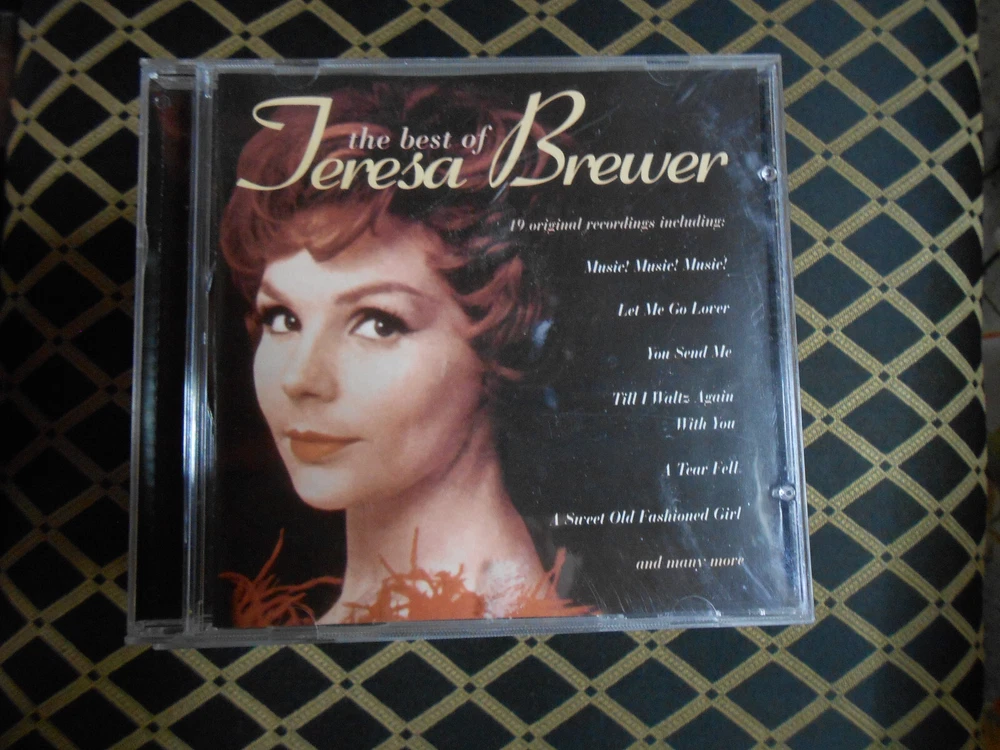 the best of
Teresa Brewer
19 original recordings including:
Music! Music! Music!
Let Me Go Lover
You Send Me
Till I Waltz Again
With You
A Tear Fell
A Sweet Old Fashioned Girl
and many more